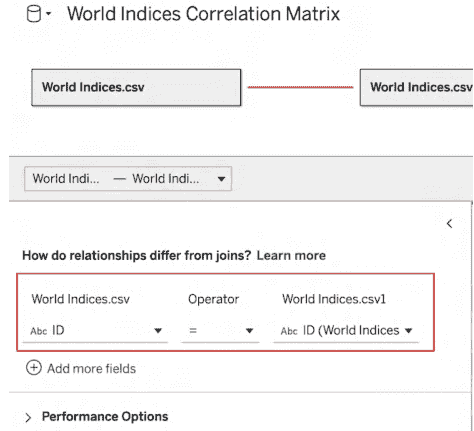 World Indices Correlation Matrix
World Indices.csv
World Indices.csv
World Indi... — World Indi...
How do relationships differ from joins? Learn more
World Indices.csv Operator World Indices.csv1
Abc ID = Abc ID (World Indices
Add more fields
Performance Options